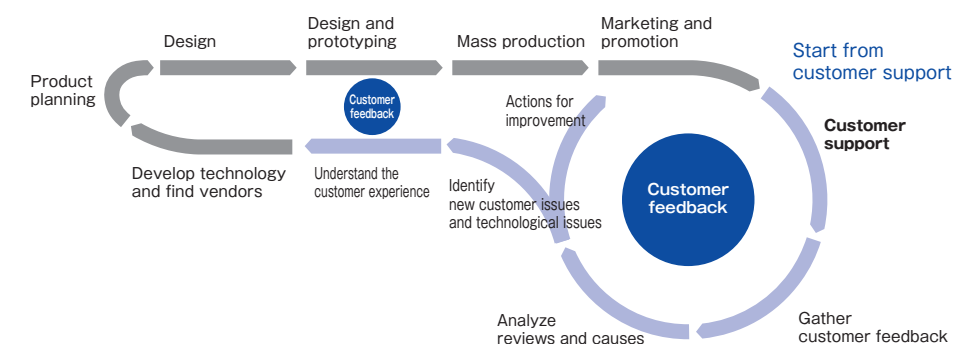 Design
Design and
prototyping
Mass production
Marketing and
promotion
Start from
customer support
Product
planning
Customer
feedback
Actions for
improvement
Customer
support
Develop technology
and find vendors
Understand the
customer experience
Identify
new customer issues
and technological issues
Customer
feedback
Analyze
reviews and causes
Gather
customer feedback